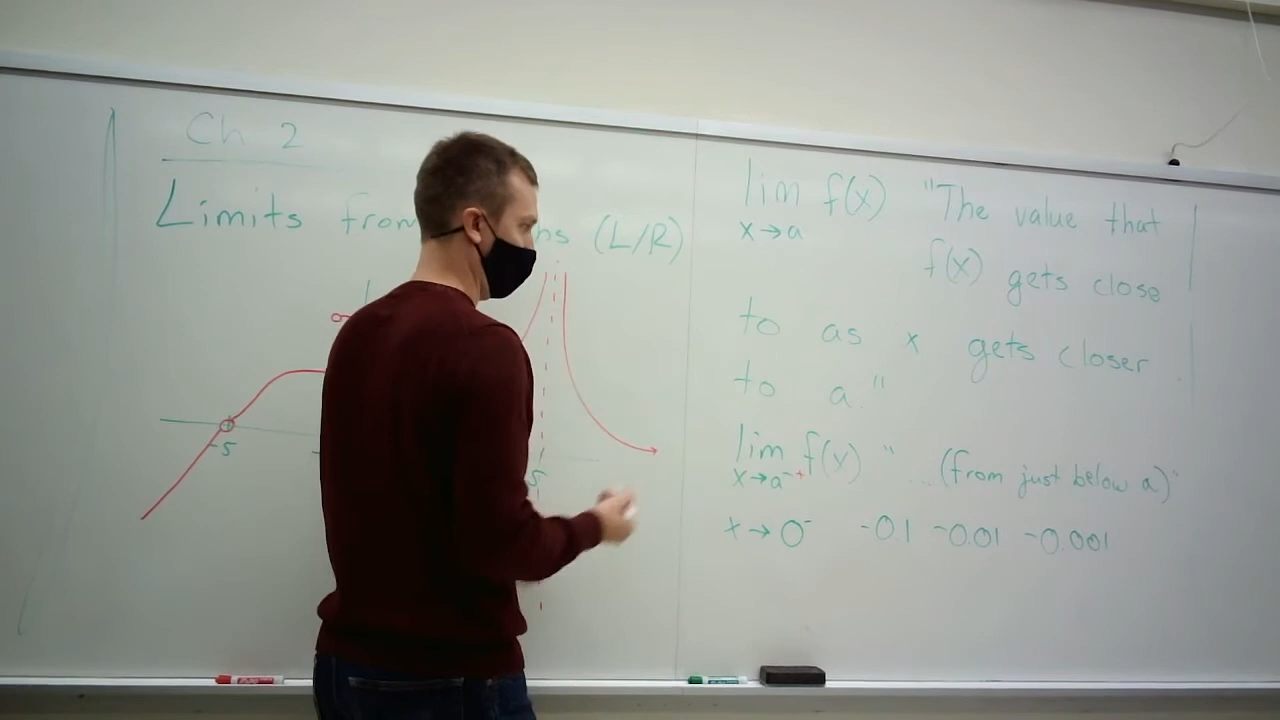 Ch 2
Limits from hs (L/R)
-5
5
lim f(x) "The value that
x→a
f(x) gets close
to as x gets closer
to a."
lim f(x) " ... (from just below a)"
x→a⁻⁺
x→0⁻ -0.1 -0.01 -0.001